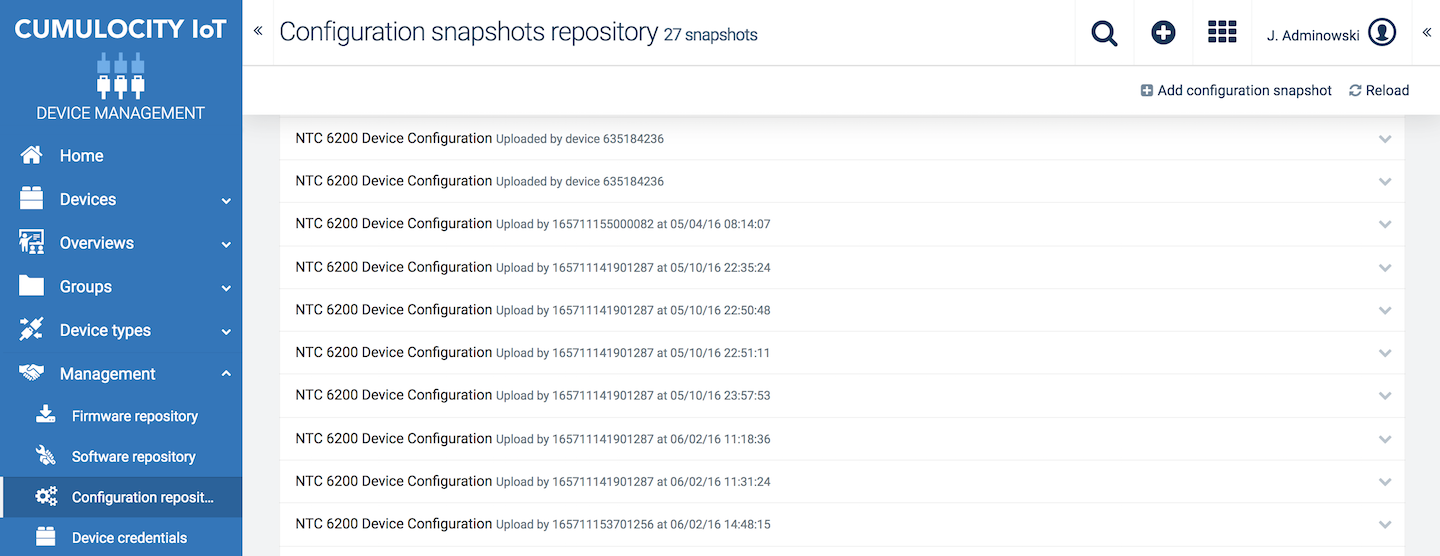 CUMULOCITY IoT
DEVICE MANAGEMENT
Home
Devices
Overviews
Groups
Device types
Management
Firmware repository
Software repository
Configuration reposit...
Device credentials
Configuration snapshots repository 27 snapshots
J. Adminowski
Add configuration snapshot Reload
NTC 6200 Device Configuration Uploaded by device 635184236
NTC 6200 Device Configuration Uploaded by device 635184236
NTC 6200 Device Configuration Upload by 165711155000082 at 05/04/16 08:14:07
NTC 6200 Device Configuration Upload by 165711141901287 at 05/10/16 22:35:24
NTC 6200 Device Configuration Upload by 165711141901287 at 05/10/16 22:50:48
NTC 6200 Device Configuration Upload by 165711141901287 at 05/10/16 22:51:11
NTC 6200 Device Configuration Upload by 165711141901287 at 05/10/16 23:57:53
NTC 6200 Device Configuration Upload by 165711141901287 at 06/02/16 11:18:36
NTC 6200 Device Configuration Upload by 165711141901287 at 06/02/16 11:31:24
NTC 6200 Device Configuration Upload by 165711153701256 at 06/02/16 14:48:15